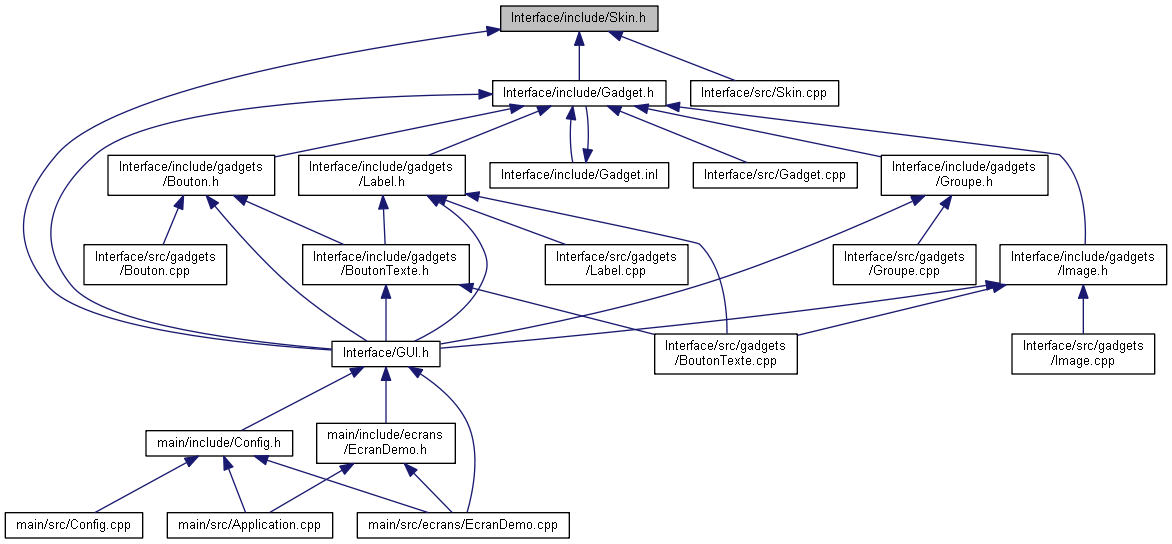 Interface/include/Skin.h
Interface/include/Gadget.h
Interface/src/Skin.cpp
Interface/include/gadgets
/Bouton.h
Interface/include/gadgets
/Label.h
Interface/include/Gadget.inl
Interface/src/Gadget.cpp
Interface/include/gadgets
/Groupe.h
Interface/src/gadgets
/Bouton.cpp
Interface/include/gadgets
/BoutonTexte.h
Interface/src/gadgets
/Label.cpp
Interface/src/gadgets
/Groupe.cpp
Interface/include/gadgets
/Image.h
Interface/GUI.h
Interface/src/gadgets
/BoutonTexte.cpp
Interface/src/gadgets
/Image.cpp
main/include/Config.h
main/include/ecrans
/EcranDemo.h
main/src/Config.cpp
main/src/Application.cpp
main/src/ecrans/EcranDemo.cpp